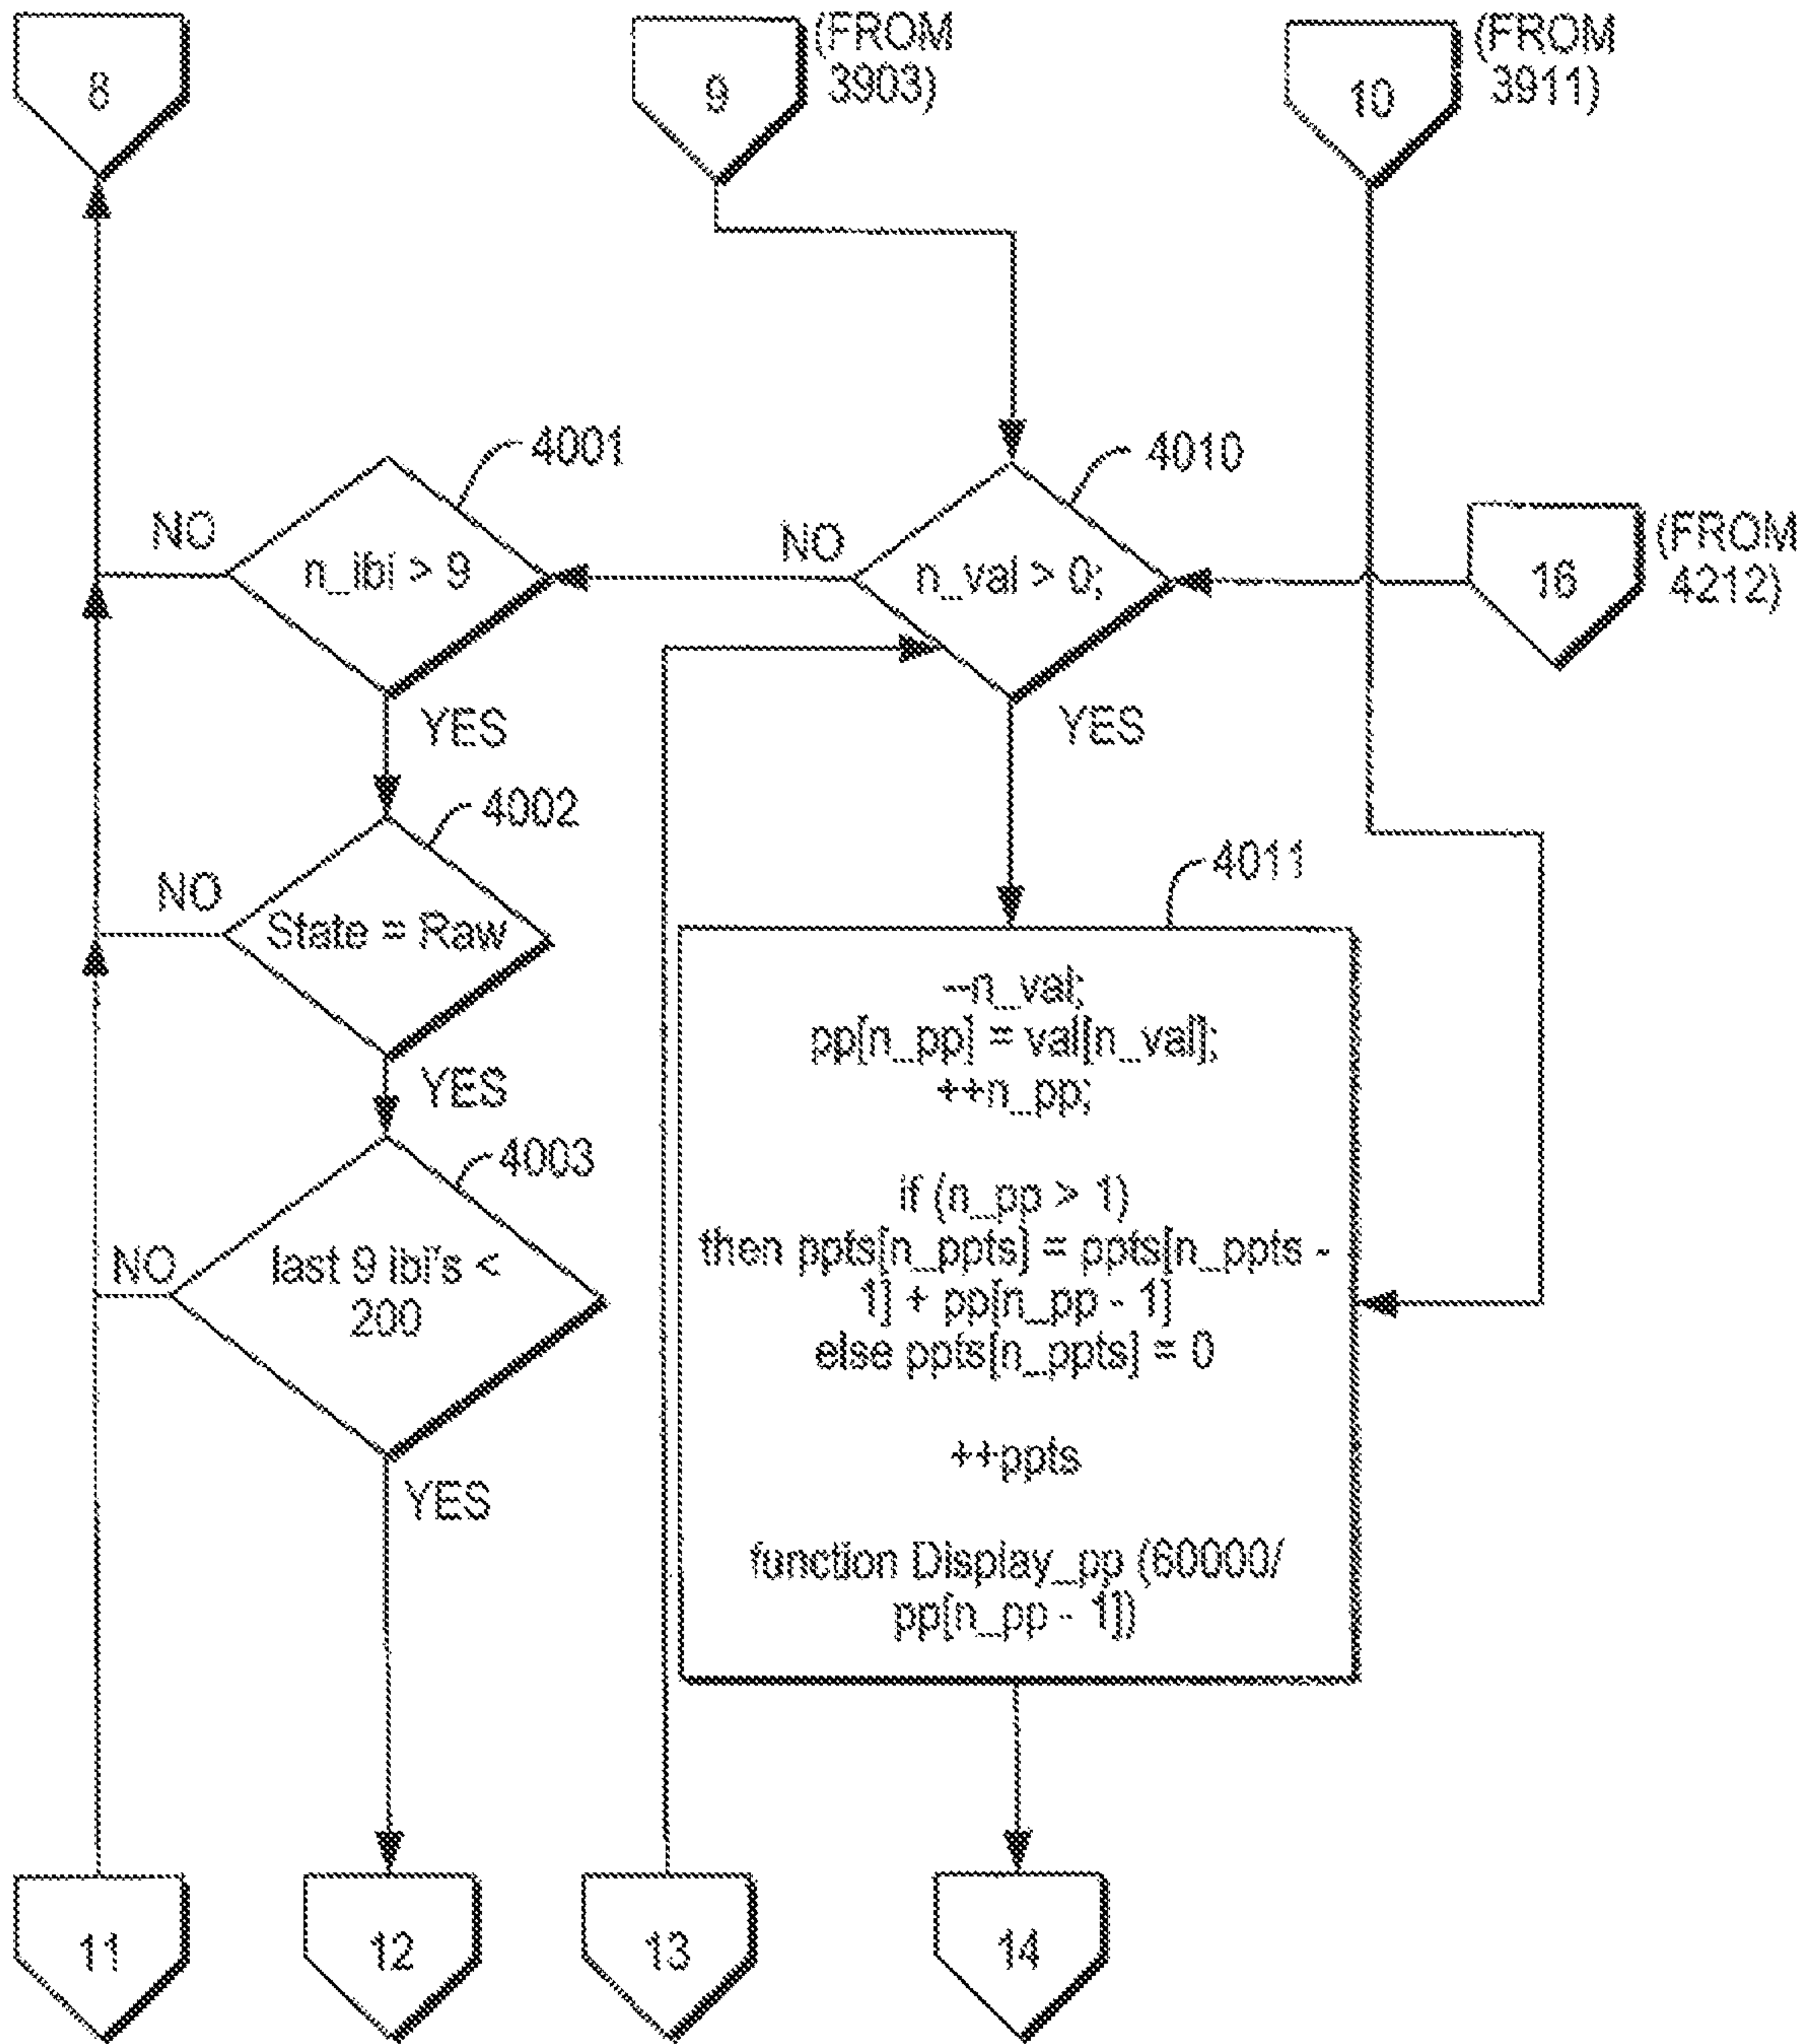 8
9
(FROM
3903)
10
(FROM
3911)
4001
4010
NO
n_ibi > 9
NO
n_val > 0;
16
(FROM
4212)
YES
YES
4002
NO
State = Raw
4011
YES
--n_val;
pp[n_pp] = val[n_val];
++n_pp;
4003
if (n_pp > 1)
then ppts[n_ppts] = ppts[n_ppts -
1] + pp[n_pp - 1]
else ppts[n_ppts] = 0
NO
last 9 ibi's <
200
++ppts
YES
function Display_pp (60000/
pp[n_pp - 1])
11
12
13
14